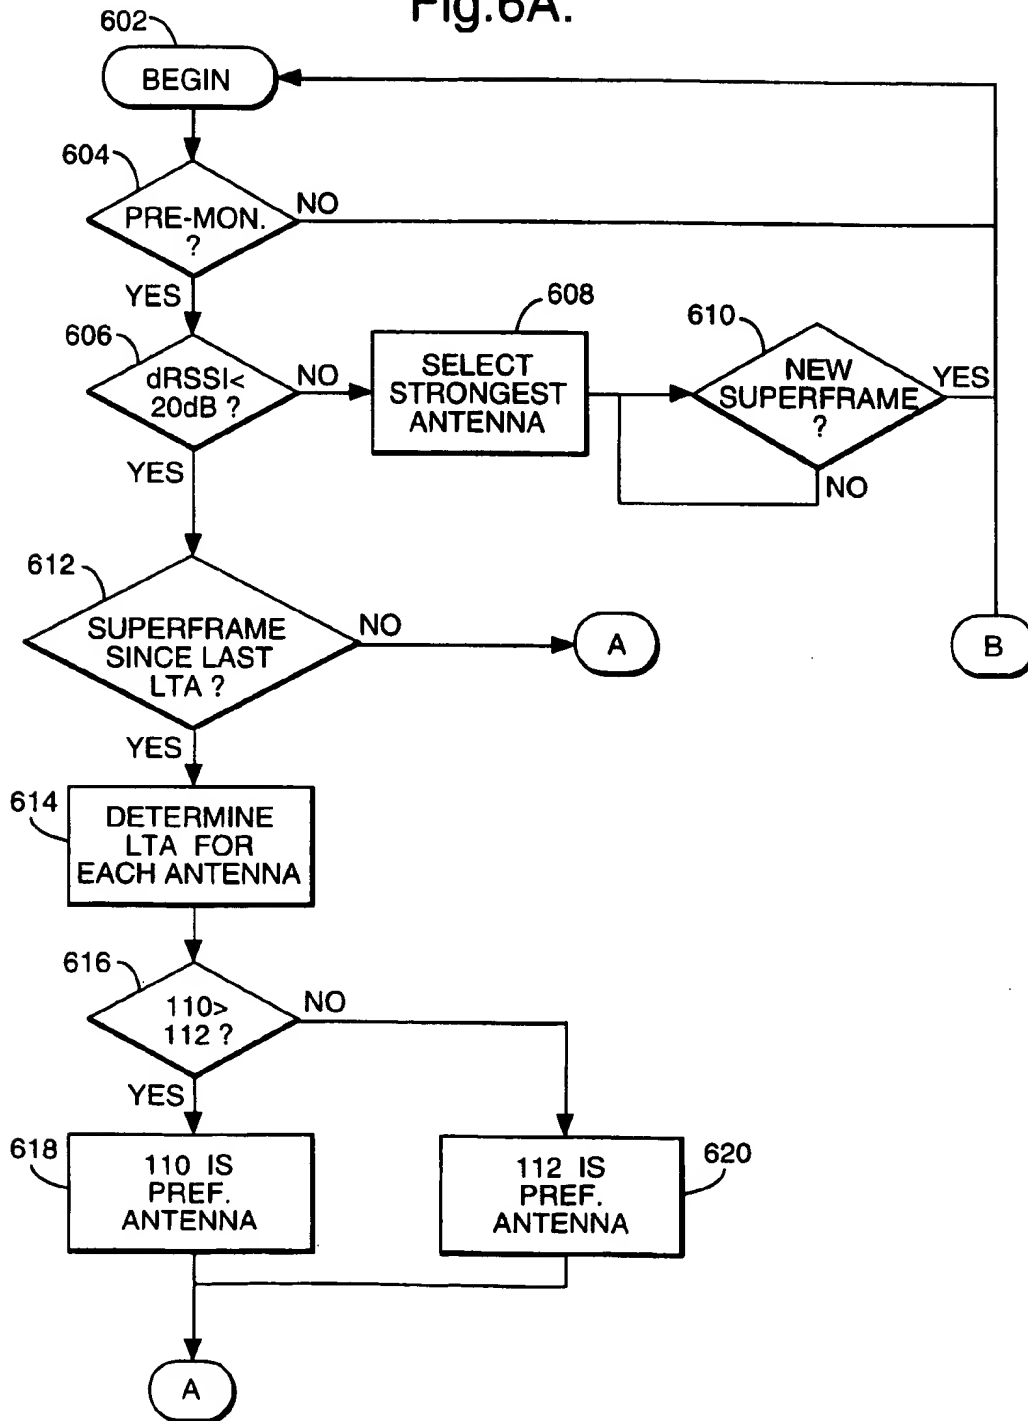 Fig.6A.
602
BEGIN
604
PRE-MON.
?
NO
YES
606
dRSSI<
20dB ?
NO
608
SELECT
STRONGEST
ANTENNA
610
NEW
SUPERFRAME
?
YES
NO
YES
612
SUPERFRAME
SINCE LAST
LTA ?
NO
A
B
YES
614
DETERMINE
LTA FOR
EACH ANTENNA
616
110>
112 ?
NO
YES
618
110 IS
PREF.
ANTENNA
112 IS
PREF.
ANTENNA
620
A